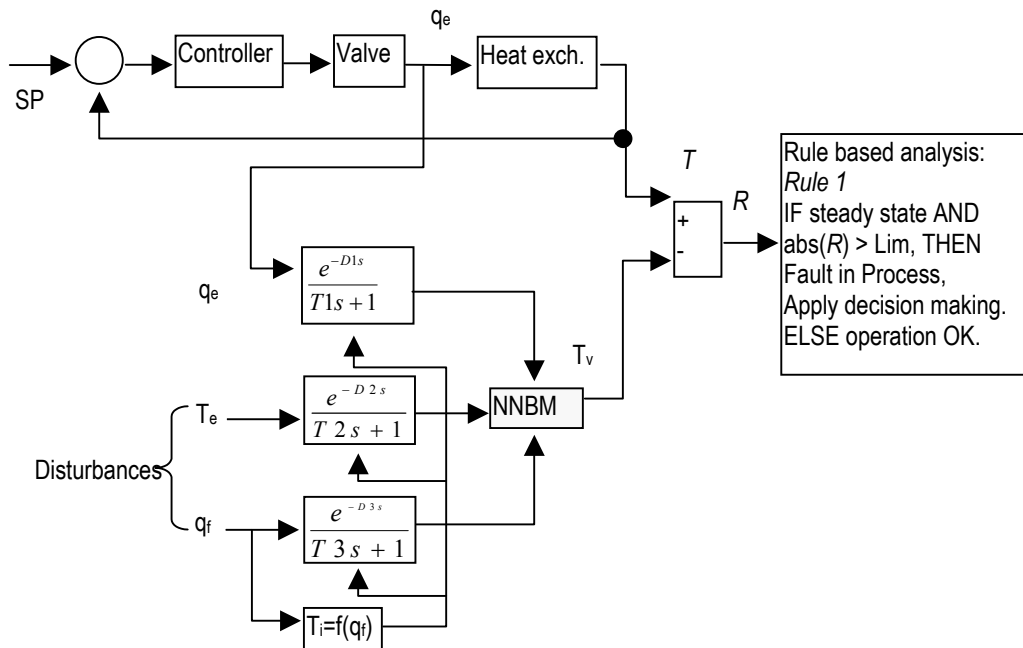 qe
Controller
Valve
Heat exch.
SP
T
R
+
-
Rule based analysis:
Rule 1
IF steady state AND
abs(R) > Lim, THEN
Fault in Process,
Apply decision making.
ELSE operation OK.
qe
e^{-D1s}
T1s+1
Tv
Te
e^{-D2s}
T2s+1
NNBM
Disturbances
qf
e^{-D3s}
T3s+1
Ti=f(qf)